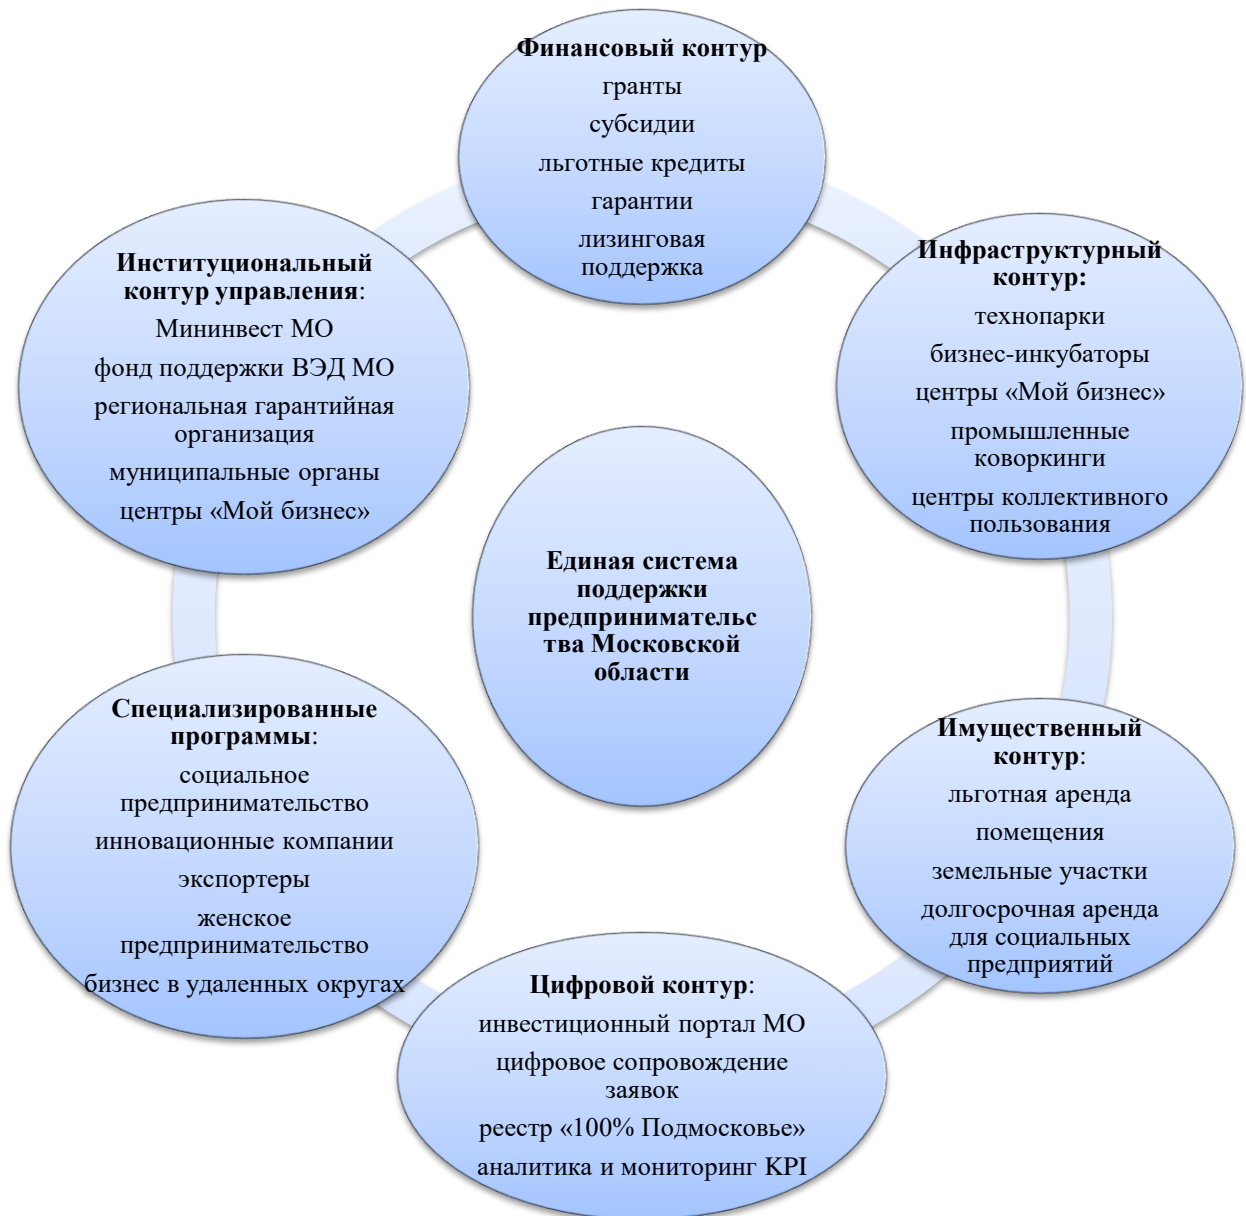 Финансовый контур
гранты
субсидии
льготные кредиты
гарантии
лизинговая
поддержка
Инфраструктурный
контур:
технопарки
бизнес-инкубаторы
центры «Мой бизнес»
промышленные
коворкинги
центры коллективного
пользования
Имущественный
контур:
льготная аренда
помещения
земельные участки
долгосрочная аренда
для социальных
предприятий
Цифровой контур:
инвестиционный портал МО
цифровое сопровождение
заявок
реестр «100% Подмосковье»
аналитика и мониторинг KPI
Специализированные
программы:
социальное
предпринимательство
инновационные компании
экспортеры
женское
предпринимательство
бизнес в удаленных округах
Институциональный
контур управления:
Мининвест МО
фонд поддержки ВЭД МО
региональная гарантийная
организация
муниципальные органы
центры «Мой бизнес»
Единая система
поддержки
предпринимательс
тва Московской
области